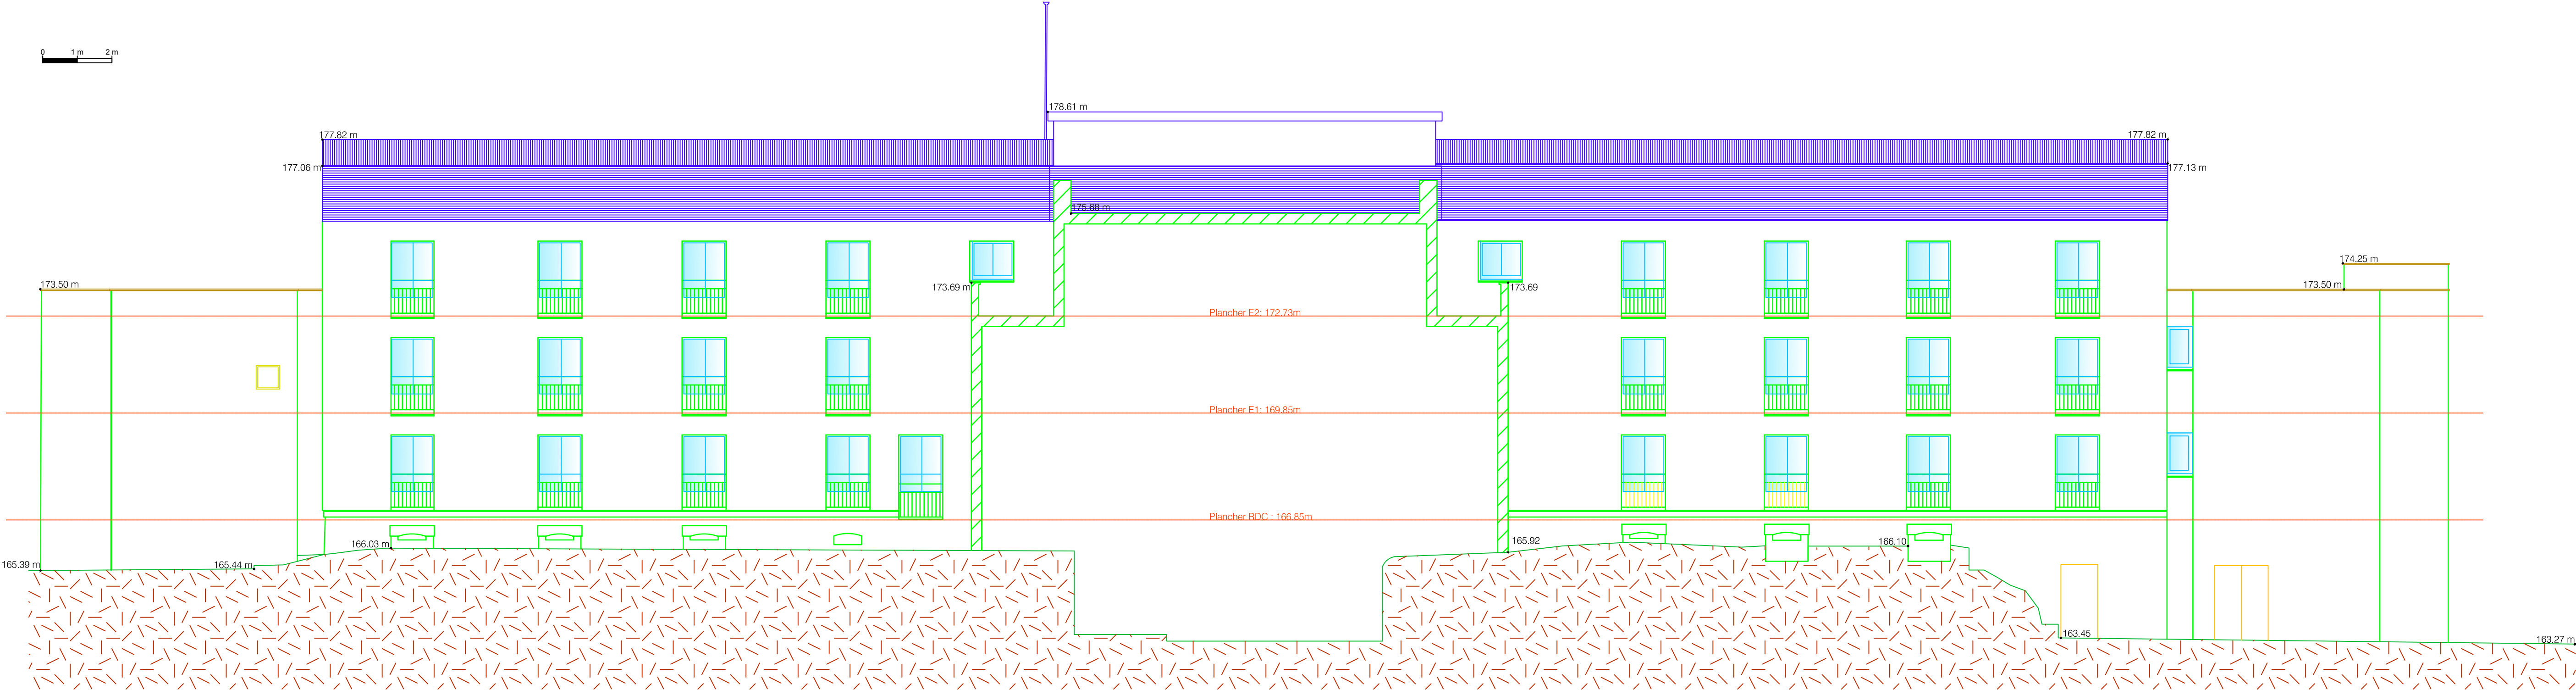 0 1 m 2 m
178.61 m
177.82 m
177.82 m
177.06 m
177.13 m
175.68 m
174.25 m
173.50 m
173.69 m
173.69
173.50 m
Plancher E2: 172.73m
Plancher E1: 169.85m
Plancher RDC : 166.85m
166.03 m
165.92
166.10
165.39 m
165.44 m
163.45
163.27 m